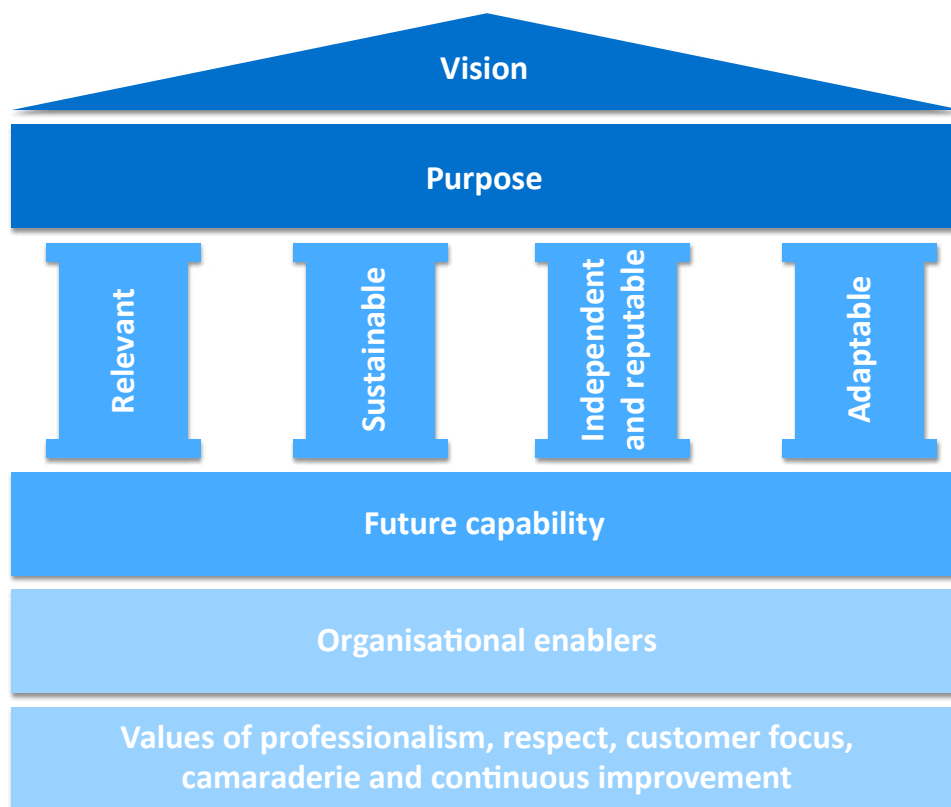 Vision
Purpose
Relevant
Sustainable
Independent
and reputable
Adaptable
Future capability
Organisational enablers
Values of professionalism, respect, customer focus,
camaraderie and continuous improvement